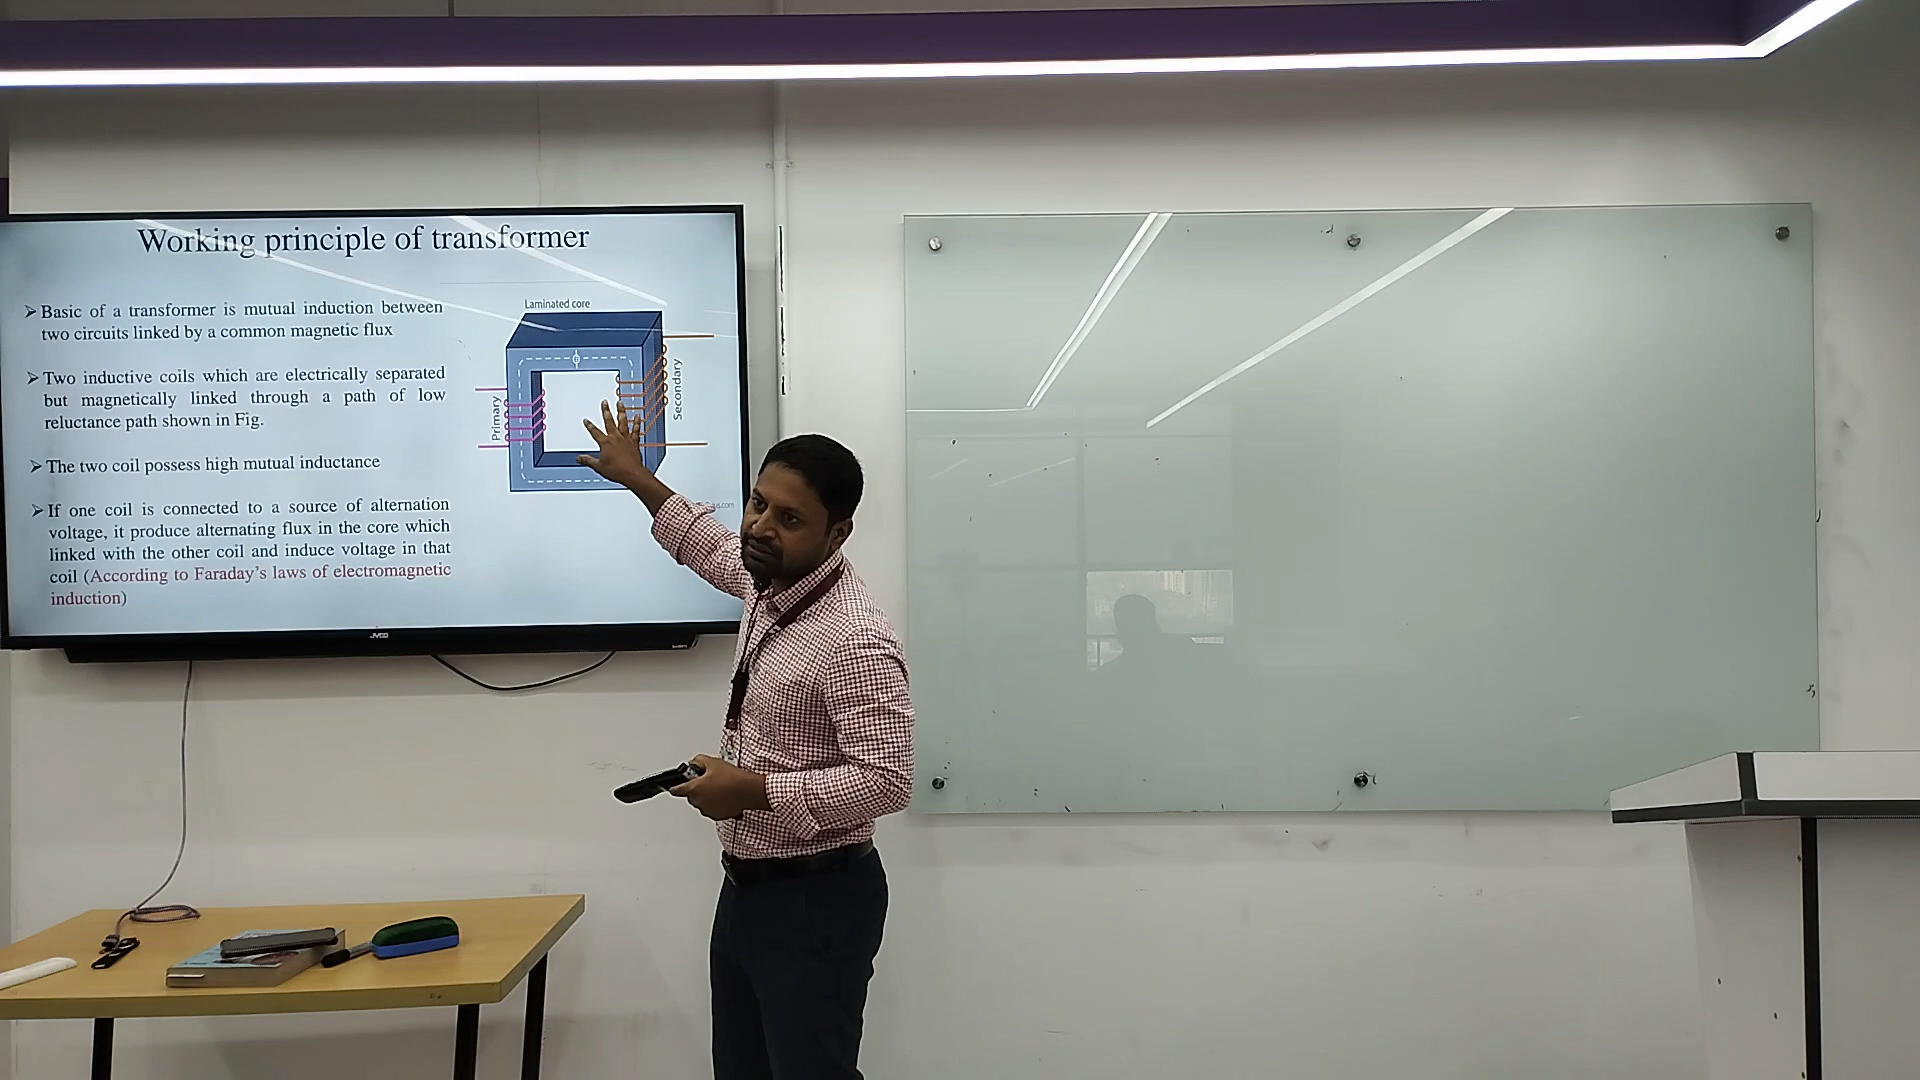 Working principle of transformer
➢Basic of a transformer is mutual induction between
two circuits linked by a common magnetic flux
➢Two inductive coils which are electrically separated
but magnetically linked through a path of low
reluctance path shown in Fig.
➢The two coil possess high mutual inductance
➢If one coil is connected to a source of alternation
voltage, it produce alternating flux in the core which
linked with the other coil and induce voltage in that
coil (According to Faraday's laws of electromagnetic
induction)
Laminated core
Primary
Secondary
JVCO